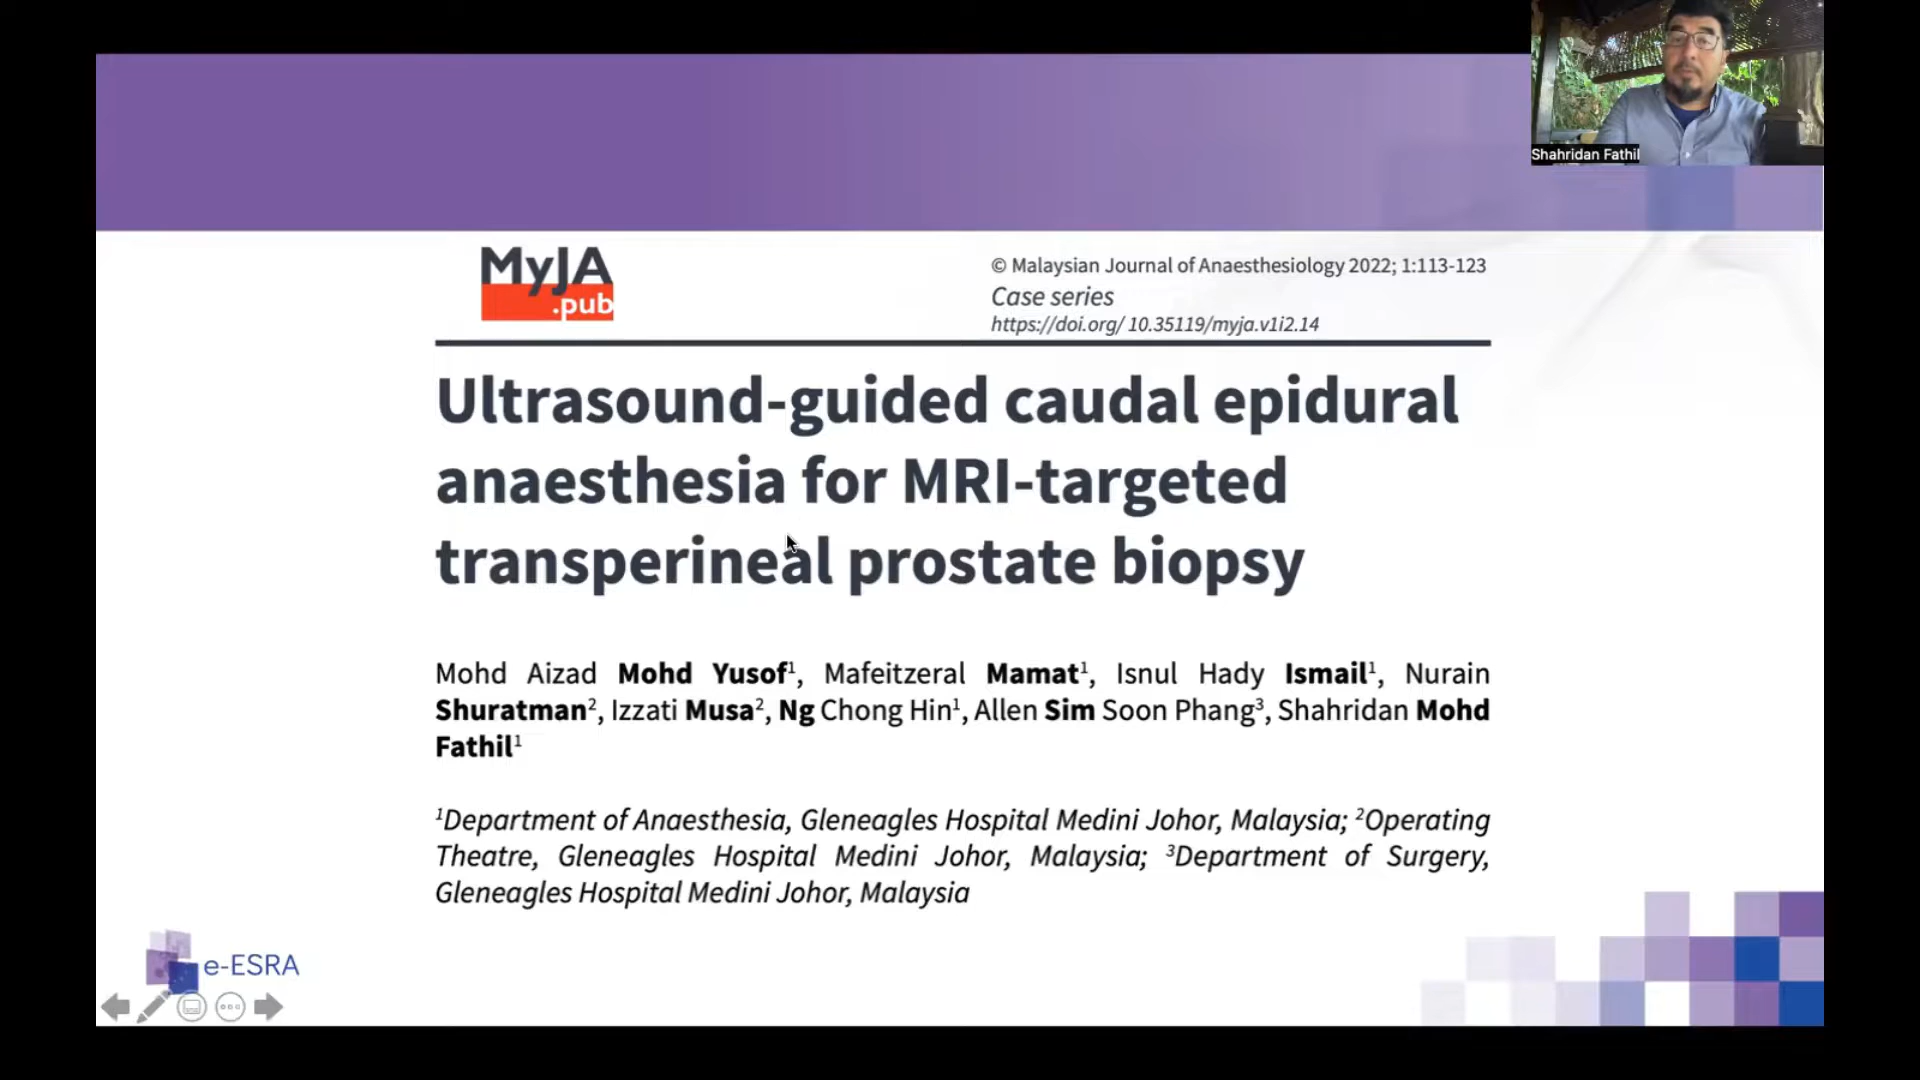 Shahridan Fathil
MyJA
.pub
© Malaysian Journal of Anaesthesiology 2022; 1:113-123
Case series
https://doi.org/ 10.35119/myja.v1i2.14
Ultrasound-guided caudal epidural
anaesthesia for MRI-targeted
transperineal prostate biopsy
Mohd Aizad Mohd Yusof¹, Mafeitzeral Mamat¹, Isnul Hady Ismail¹, Nurain
Shuratman², Izzati Musa², Ng Chong Hin¹, Allen Sim Soon Phang³, Shahridan Mohd
Fathil¹
¹Department of Anaesthesia, Gleneagles Hospital Medini Johor, Malaysia; ²Operating
Theatre, Gleneagles Hospital Medini Johor, Malaysia; ³Department of Surgery,
Gleneagles Hospital Medini Johor, Malaysia
e-ESRA